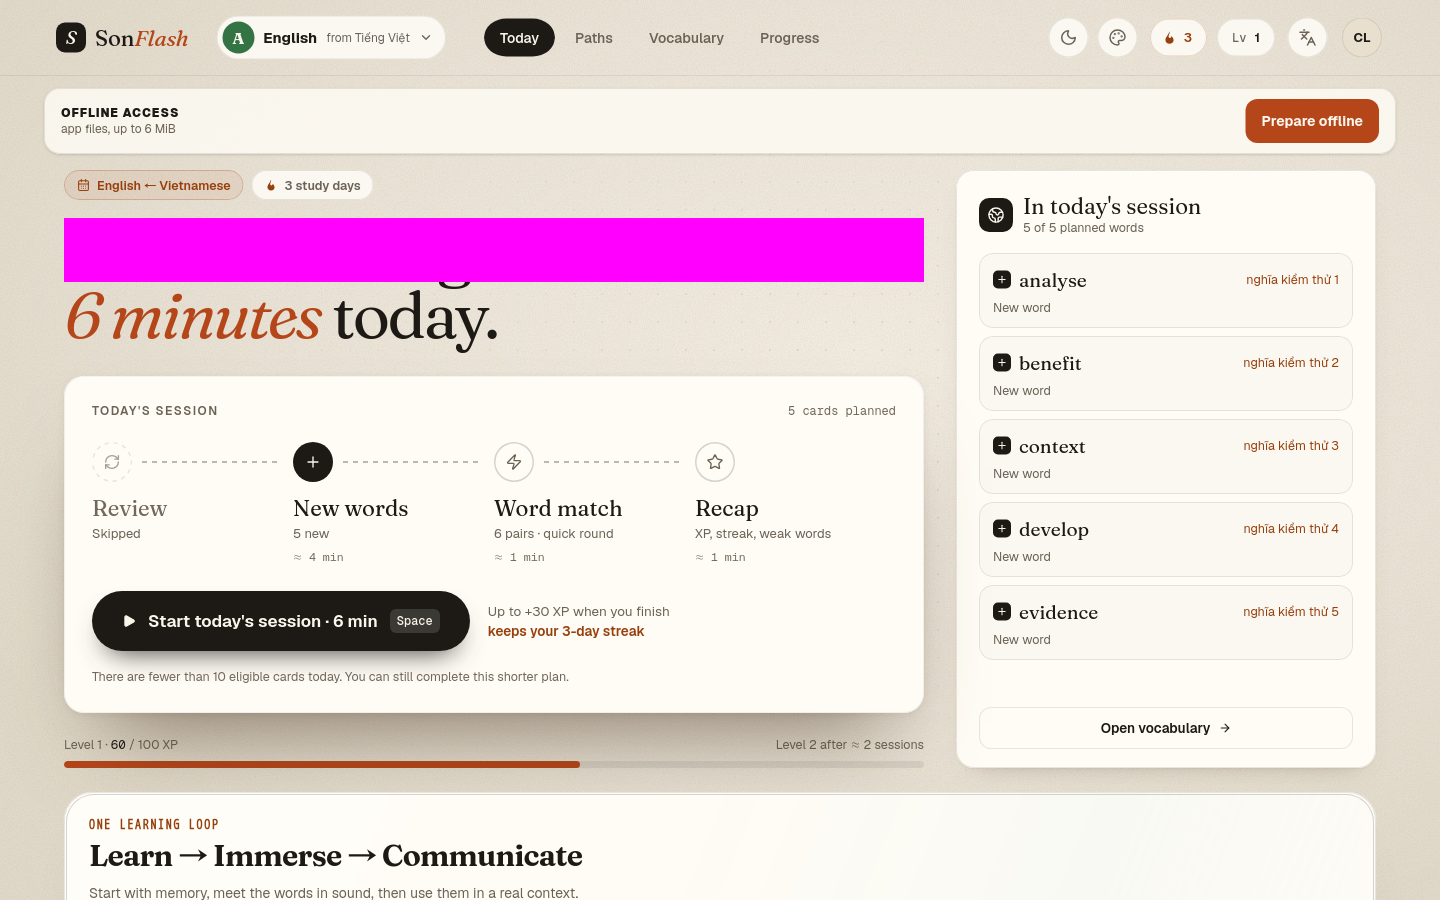 S SonFlash
A English from Tiếng Việt
Today
Paths
Vocabulary
Progress
3
Lv 1
CL
OFFLINE ACCESS
app files, up to 6 MiB
Prepare offline
English ← Vietnamese
3 study days
6 minutes today.
TODAY'S SESSION
5 cards planned
Review
Skipped
New words
5 new
≈ 4 min
Word match
6 pairs · quick round
≈ 1 min
Recap
XP, streak, weak words
≈ 1 min
Start today's session · 6 min Space
Up to +30 XP when you finish
keeps your 3-day streak
There are fewer than 10 eligible cards today. You can still complete this shorter plan.
Level 1 · 60 / 100 XP
Level 2 after ≈ 2 sessions
In today's session
5 of 5 planned words
analyse
nghĩa kiểm thử 1
New word
benefit
nghĩa kiểm thử 2
New word
context
nghĩa kiểm thử 3
New word
develop
nghĩa kiểm thử 4
New word
evidence
nghĩa kiểm thử 5
New word
Open vocabulary →
ONE LEARNING LOOP
Learn → Immerse → Communicate
Start with memory, meet the words in sound, then use them in a real context.